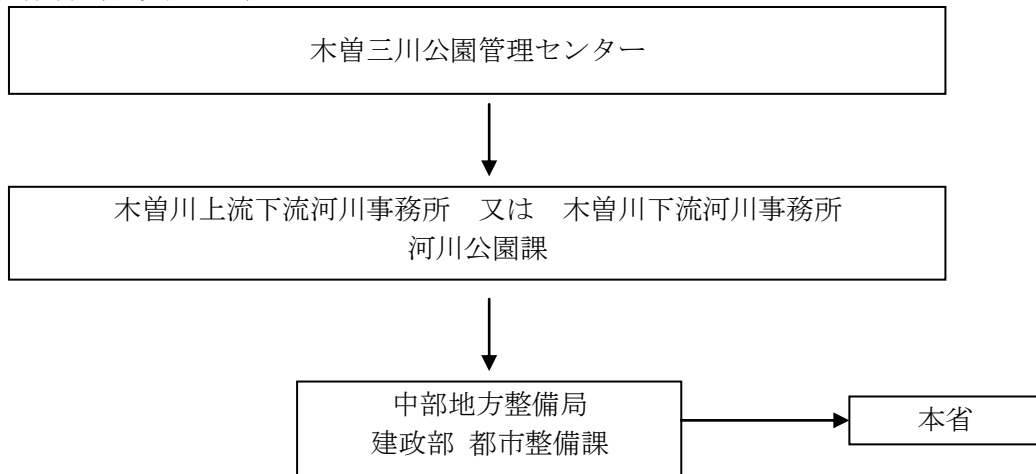 木曽三川公園管理センター
木曽川上流下流河川事務所　又は　木曽川下流河川事務所
河川公園課
中部地方整備局
建政部 都市整備課
本省